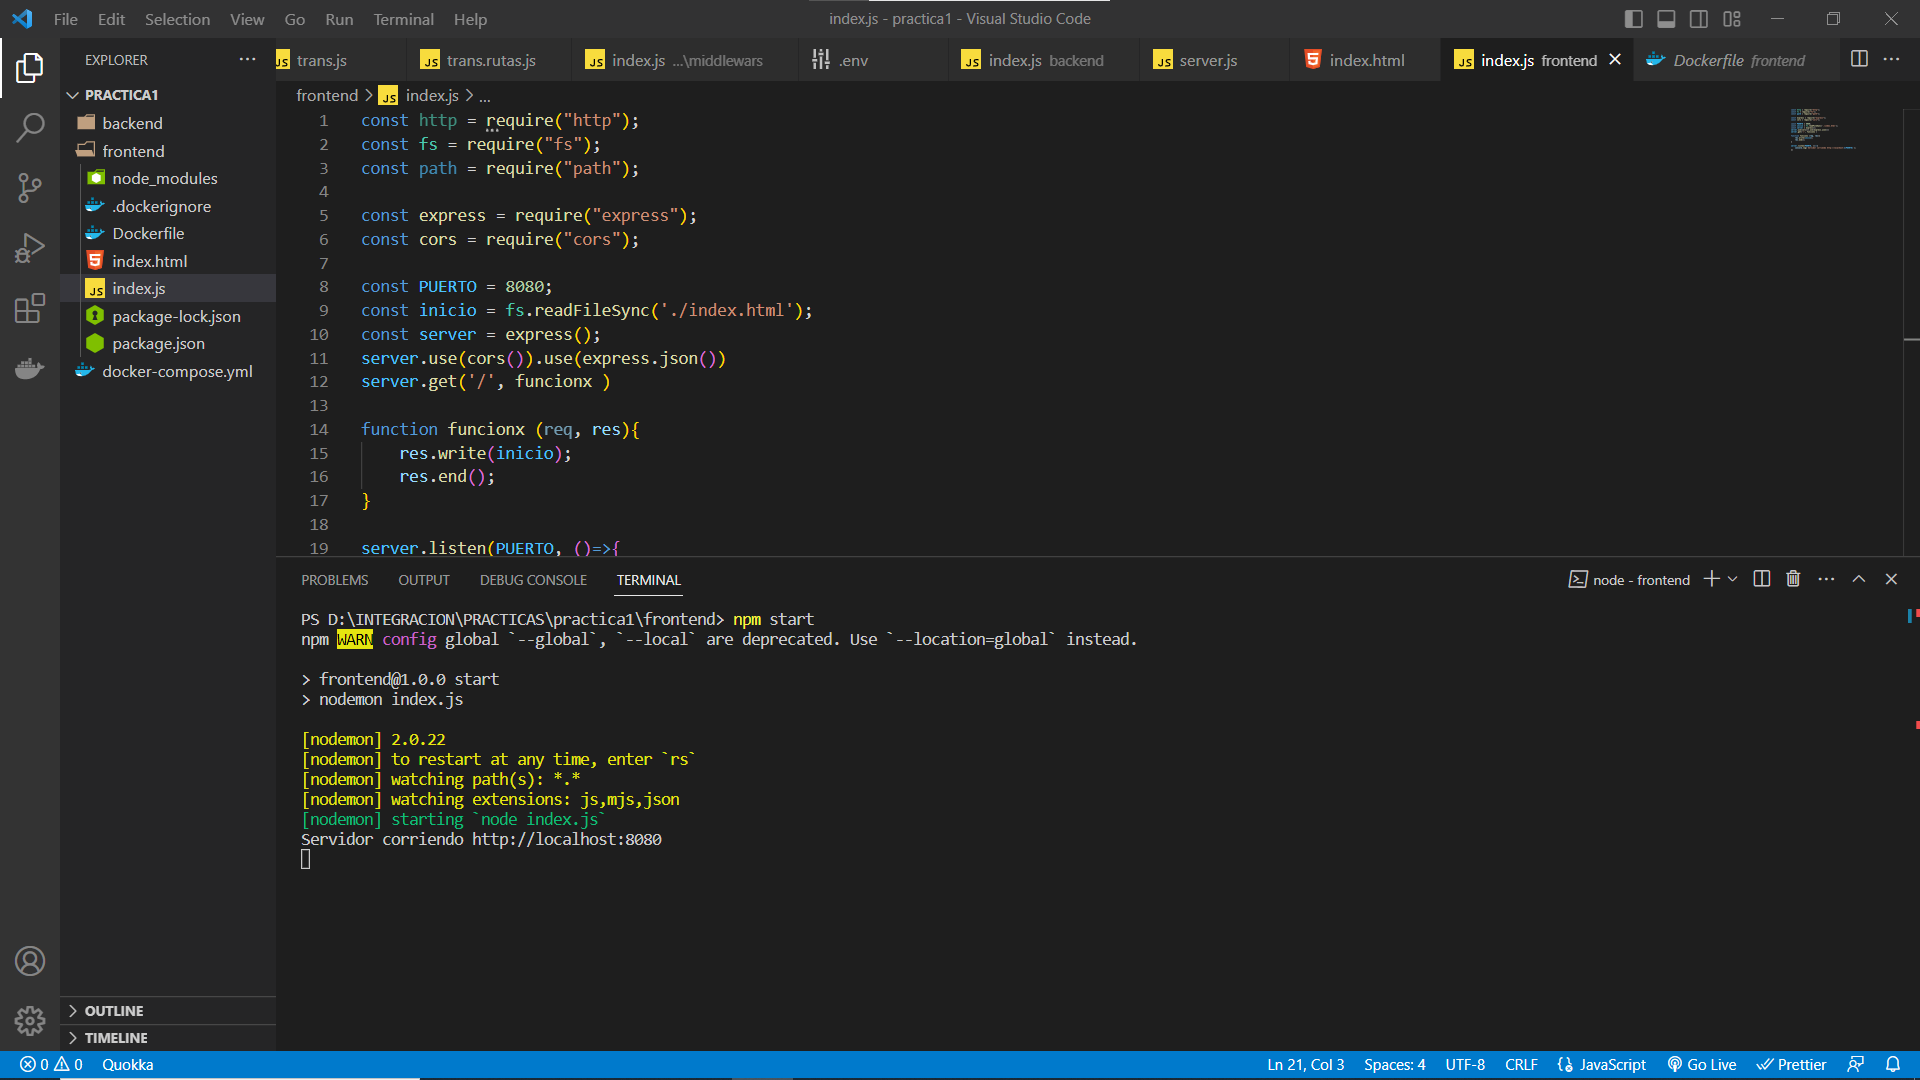 File Edit Selection View Go Run Terminal Help
index.js - practica1 - Visual Studio Code
EXPLORER
trans.js
trans.rutas.js
index.js ...\middlewars
.env
index.js backend
server.js
index.html
index.js frontend
Dockerfile frontend
PRACTICA1
backend
frontend
node_modules
.dockerignore
Dockerfile
index.html
index.js
package-lock.json
package.json
docker-compose.yml
OUTLINE
TIMELINE
frontend > JS index.js > ...
1 const http = require("http");
2 const fs = require("fs");
3 const path = require("path");
4
5 const express = require("express");
6 const cors = require("cors");
7
8 const PUERTO = 8080;
9 const inicio = fs.readFileSync('./index.html');
10 const server = express();
11 server.use(cors()).use(express.json())
12 server.get('/', funcionx )
13
14 function funcionx (req, res){
15 res.write(inicio);
16 res.end();
17 }
18
19 server.listen(PUERTO, ()=>{
PROBLEMS OUTPUT DEBUG CONSOLE TERMINAL
node - frontend
PS D:\INTEGRACION\PRACTICAS\practica1\frontend> npm start
npm WARN config global `--global`, `--local` are deprecated. Use `--location=global` instead.
> frontend@1.0.0 start
> nodemon index.js
[nodemon] 2.0.22
[nodemon] to restart at any time, enter `rs`
[nodemon] watching path(s): *.*
[nodemon] watching extensions: js,mjs,json
[nodemon] starting `node index.js`
Servidor corriendo http://localhost:8080
0 0 Quokka
Ln 21, Col 3 Spaces: 4 UTF-8 CRLF JavaScript Go Live Prettier